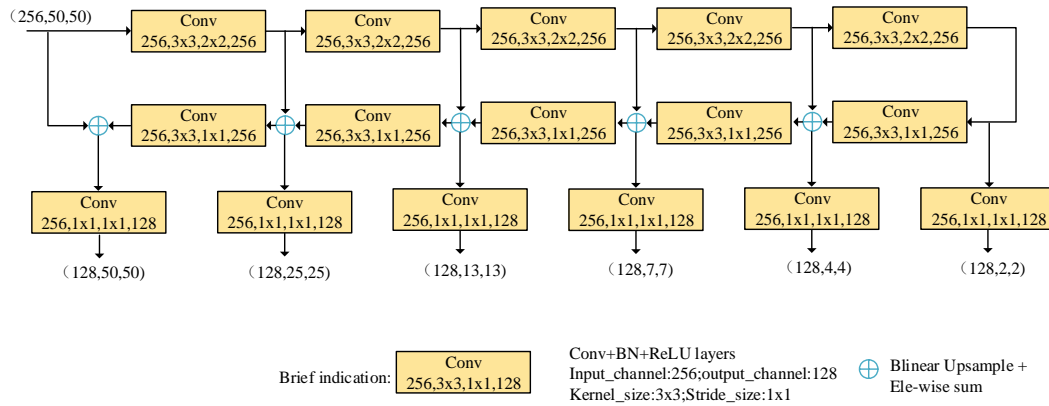 （256,50,50)
Conv
256,3x3,2x2,256
Conv
256,3x3,2x2,256
Conv
256,3x3,2x2,256
Conv
256,3x3,2x2,256
Conv
256,3x3,2x2,256
Conv
256,3x3,1x1,256
Conv
256,3x3,1x1,256
Conv
256,3x3,1x1,256
Conv
256,3x3,1x1,256
Conv
256,3x3,1x1,256
Conv
256,1x1,1x1,128
Conv
256,1x1,1x1,128
Conv
256,1x1,1x1,128
Conv
256,1x1,1x1,128
Conv
256,1x1,1x1,128
Conv
256,1x1,1x1,128
（128,50,50)
（128,25,25)
（128,13,13)
（128,7,7)
（128,4,4)
（128,2,2)
Brief indication:
Conv
256,3x3,1x1,128
Conv+BN+ReLU layers
Input_channel:256;output_channel:128
Kernel_size:3x3;Stride_size:1x1
Blinear Upsample +
Ele-wise sum